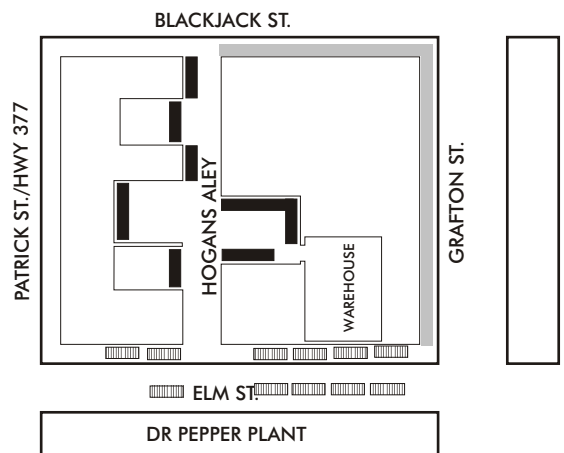 BLACKJACK ST.
PATRICK ST./HWY 377
HOGANS ALEY
GRAFTON ST.
WAREHOUSE
ELM ST.
DR PEPPER PLANT